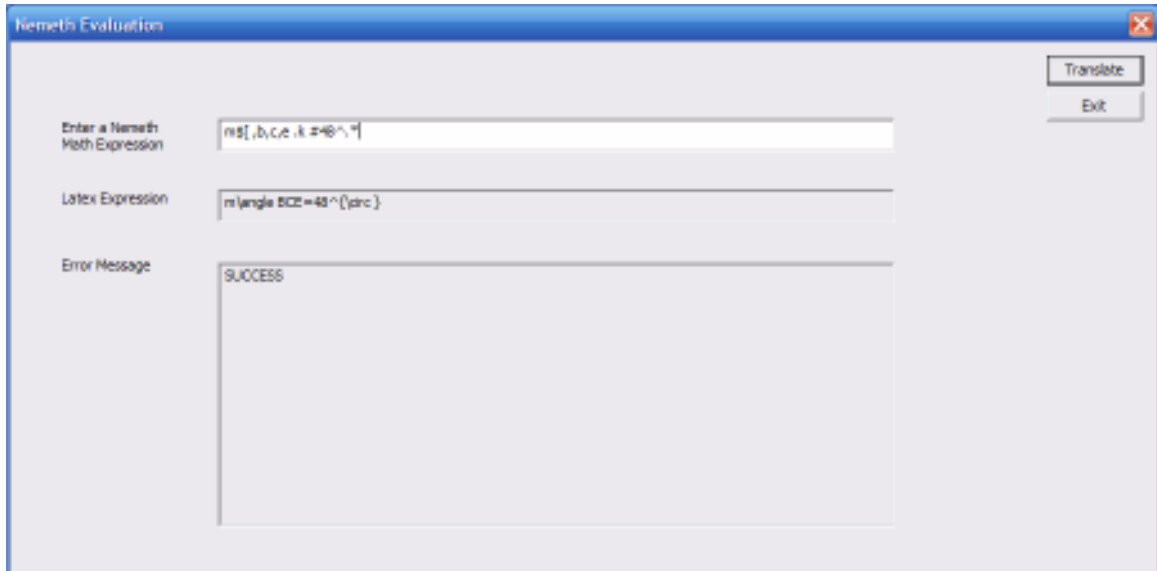 Nemeth Evaluation
Translate
Exit
Enter a Nemeth
Math Expression
m$[ ,b,c,e .k #48^.*
Latex Expression
m\angle BCE=48^{\circ }
Error Message
SUCCESS